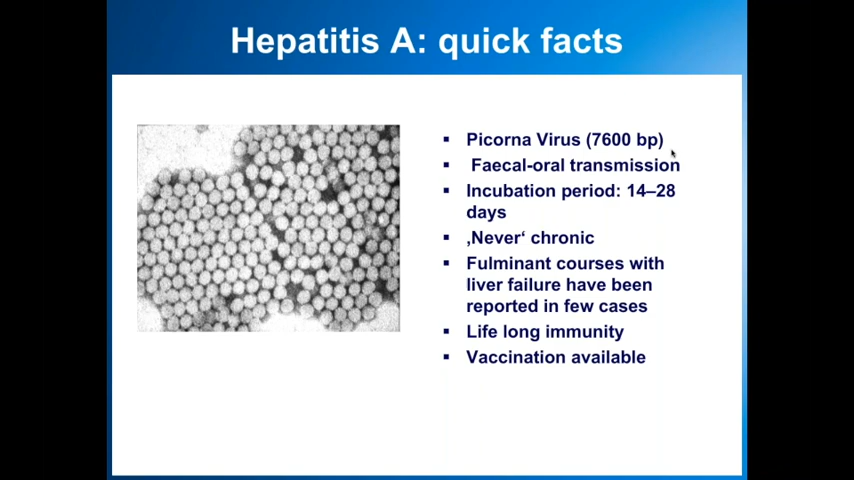 Hepatitis A: quick facts
▪ Picorna Virus (7600 bp)
▪ Faecal-oral transmission
▪ Incubation period: 14–28
days
▪ ‚Never‘ chronic
▪ Fulminant courses with
liver failure have been
reported in few cases
▪ Life long immunity
▪ Vaccination available